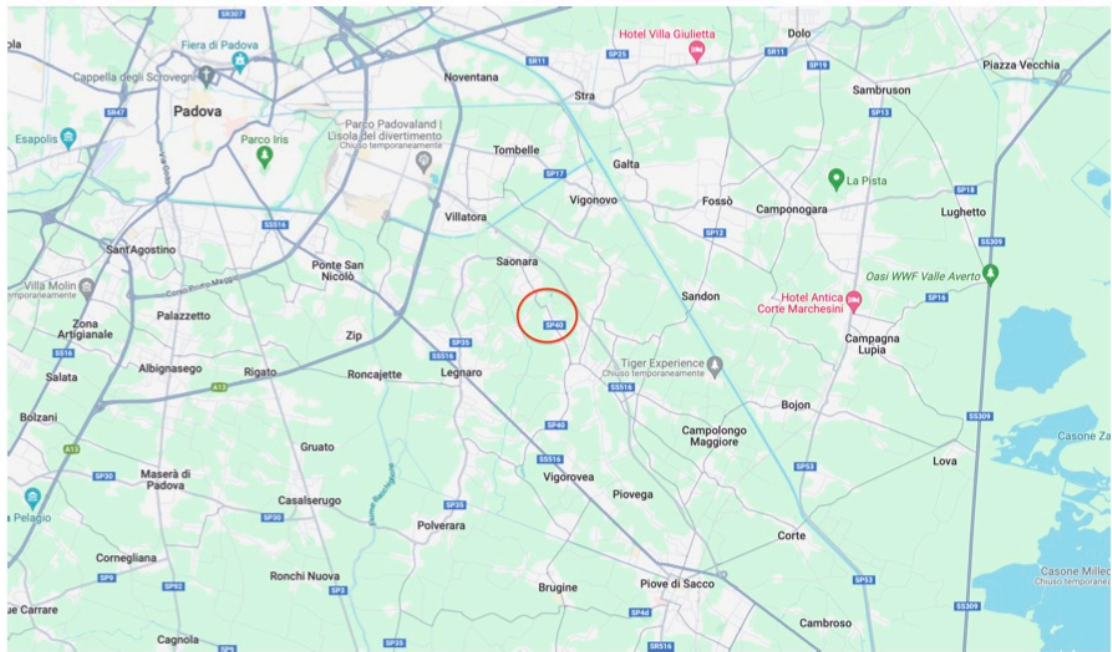 SR307
ola
Fiera di Padova
Cappella degli Scrovegni
Padova
SR47
Esapolis
Parco Iris
Parco Padovaland |
L'isola del divertimento
Chiuso temporaneamente
Noventana
SR11
Stra
SP25
Hotel Villa Giulietta
SR11
Dolo
SP19
Piazza Vecchia
Sambruson
SP13
Tombelle
SP17
Galta
Vigonovo
Fossò
SP12
Camponogara
La Pista
SP18
Lughetto
SS309
Villatora
SS516
Sant'Agostino
Villa Molin
temporaneamente
Zona
Artigianale
Palazzetto
Ponte San
Nicolò
Saonara
SP40
Sandon
Oasi WWF Valle Averto
SP16
Hotel Antica
Corte Marchesini
Campagna
Lupia
Zip
S516
SP35
SS516
Salata
Albignasego
A13
Rigato
Roncajette
Legnaro
Tiger Experience
Chiuso temporaneamente
SS516
Bolzani
A13
Bojon
SS309
SP40
Campolongo
Maggiore
Casone Za
Gruato
SS516
SP53
Lova
SP30
Maserà di
Padova
Vigorovea
Piovega
Pelagio
Casalserugo
SP30
SP35
Polverara
Corte
Cornegliana
SP9
SP92
Ronchi Nuova
SP3
Brugine
Piove di Sacco
SP53
Casone Millec
Chiuso temporane
ue Carrare
SP4d
SS309
Cambroso
Cagnola
SP9
SP35
SR516